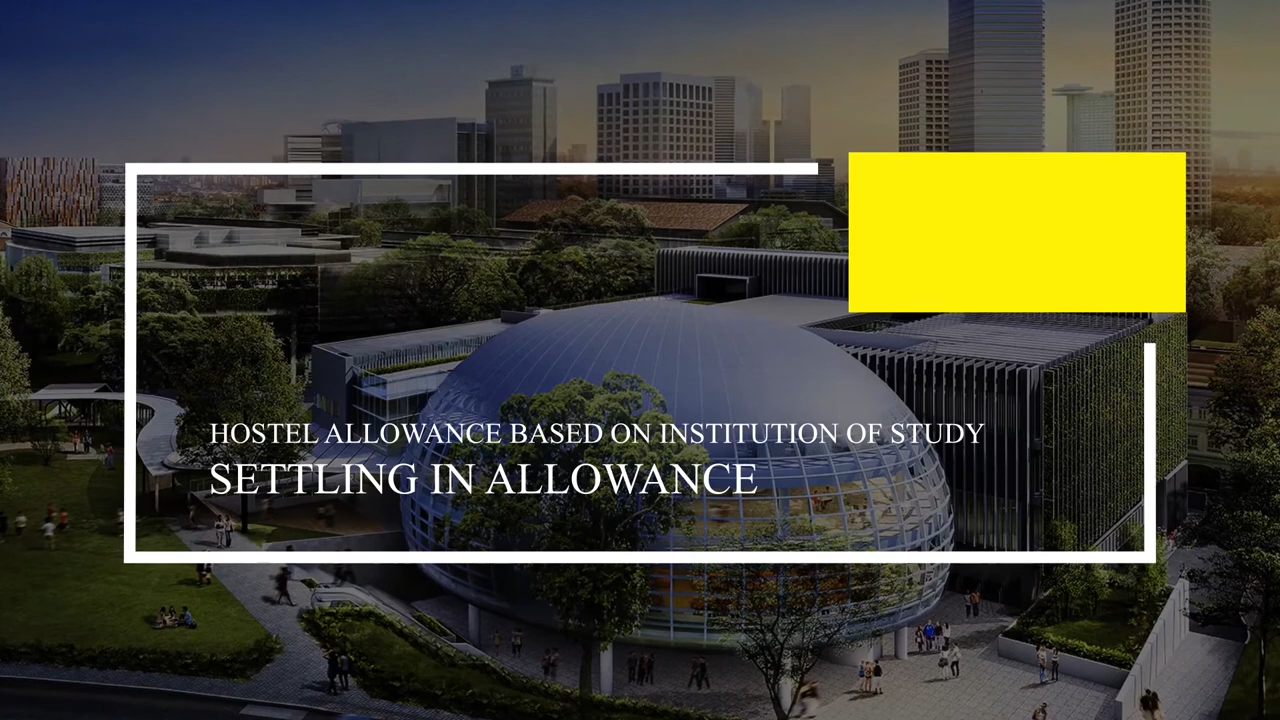 HOSTEL ALLOWANCE BASED ON INSTITUTION OF STUDY
SETTLING IN ALLOWANCE